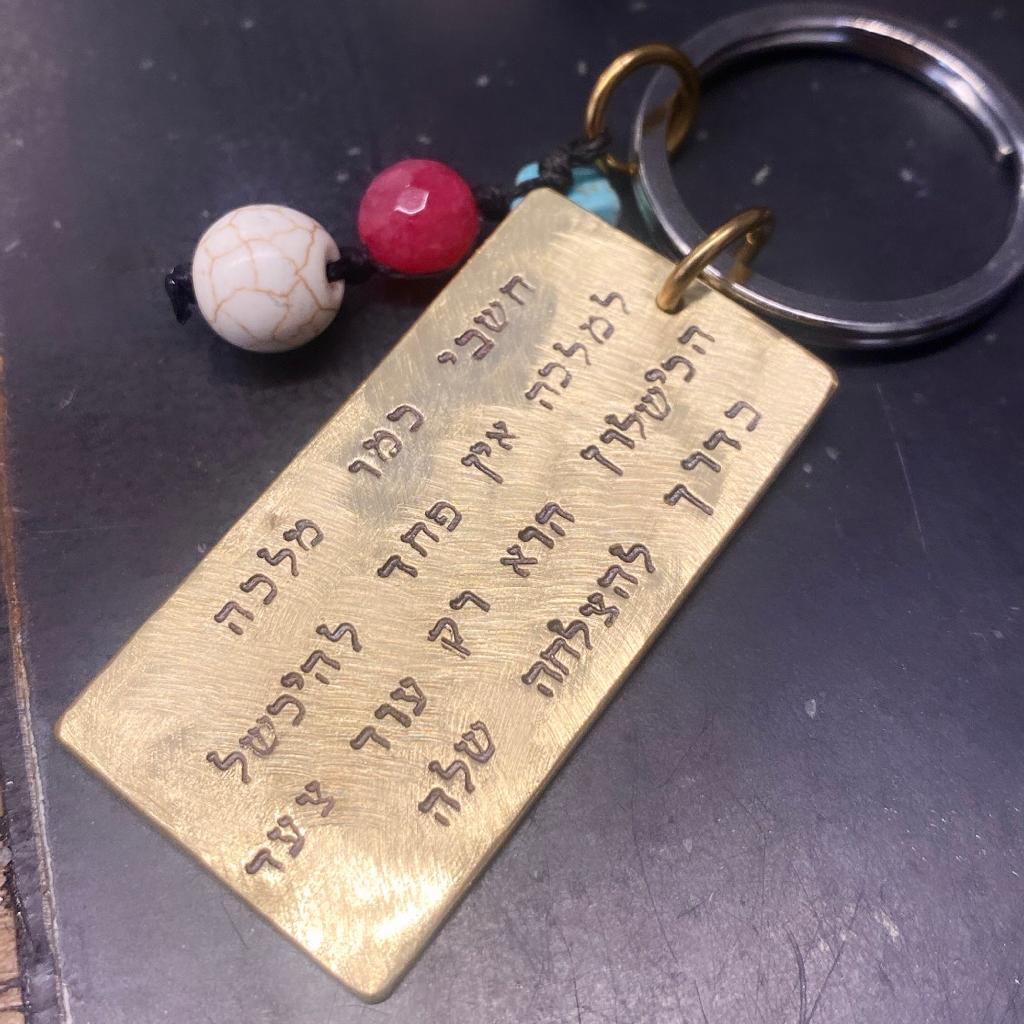 חשבי כמו מלכה
למלכה אין פחד להיכשל
הכישלון הוא רק עוד צעד
בדרך להצלחה שלה